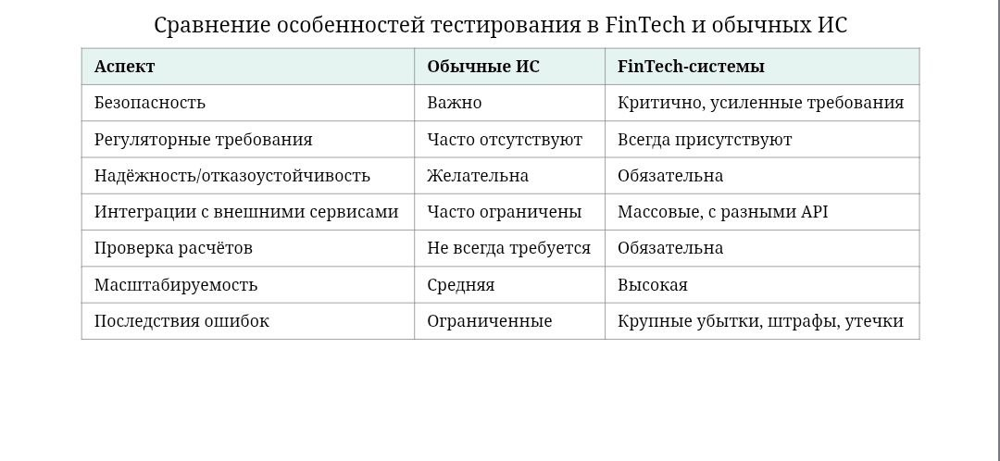 Сравнение особенностей тестирования в FinTech и обычных ИС
Аспект Обычные ИС FinTech-системы
Безопасность Важно Критично, усиленные требования
Регуляторные требования Часто отсутствуют Всегда присутствуют
Надёжность/отказоустойчивость Желательна Обязательна
Интеграции с внешними сервисами Часто ограничены Массовые, с разными API
Проверка расчётов Не всегда требуется Обязательна
Масштабируемость Средняя Высокая
Последствия ошибок Ограниченные Крупные убытки, штрафы, утечки